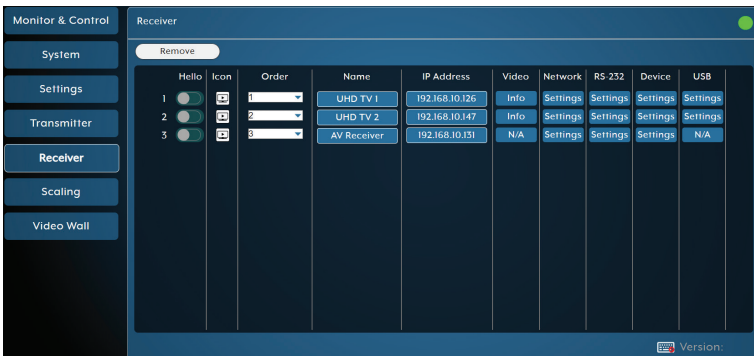 Monitor & Control
System
Settings
Transmitter
Receiver
Scaling
Video Wall
Receiver
Remove
Hello Icon Order Name IP Address Video Network RS-232 Device USB
1 1 UHD TV 1 192.168.10.126 Info Settings Settings Settings Settings
2 2 UHD TV 2 192.168.10.147 Info Settings Settings Settings Settings
3 3 AV Receiver 192.168.10.131 N/A Settings Settings Settings N/A
Version: